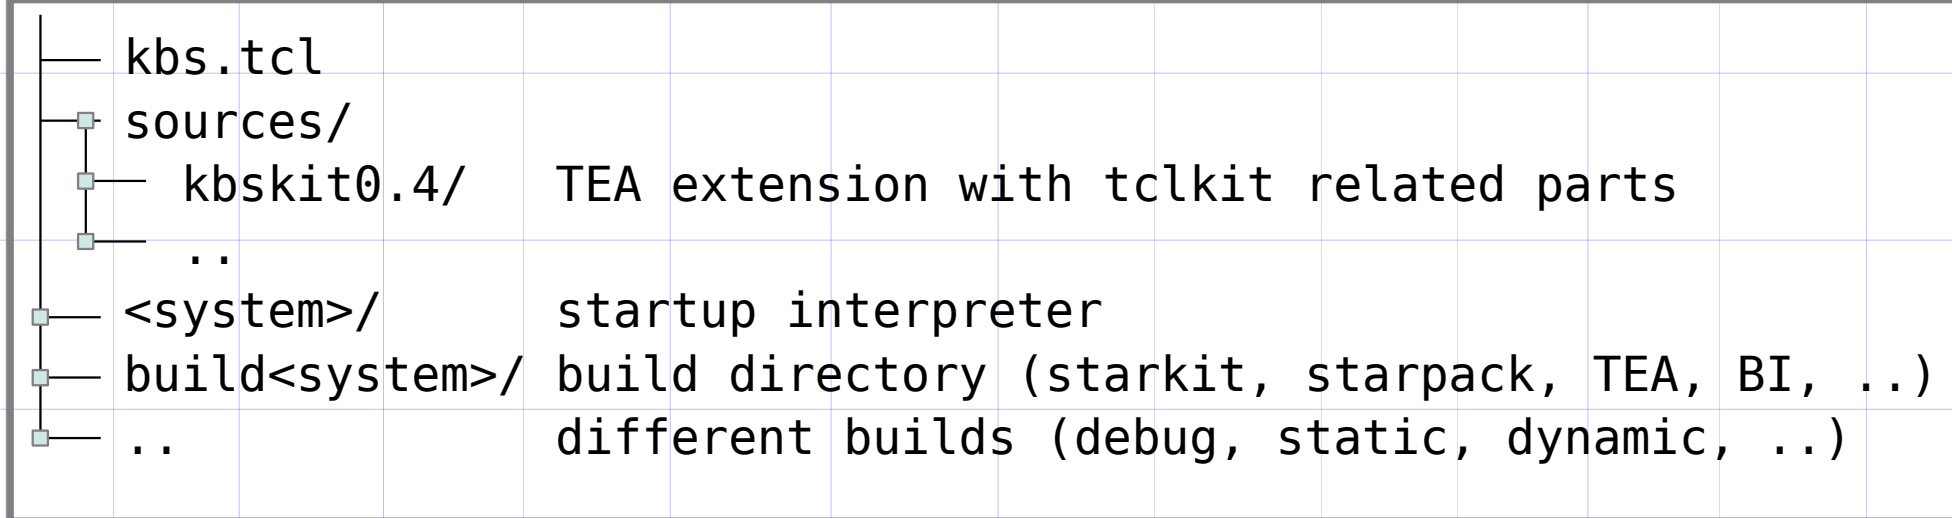 kbs.tcl
sources/
kbskit0.4/ TEA extension with tclkit related parts
..
<system>/ startup interpreter
build<system>/ build directory (starkit, starpack, TEA, BI, ..)
.. different builds (debug, static, dynamic, ..)